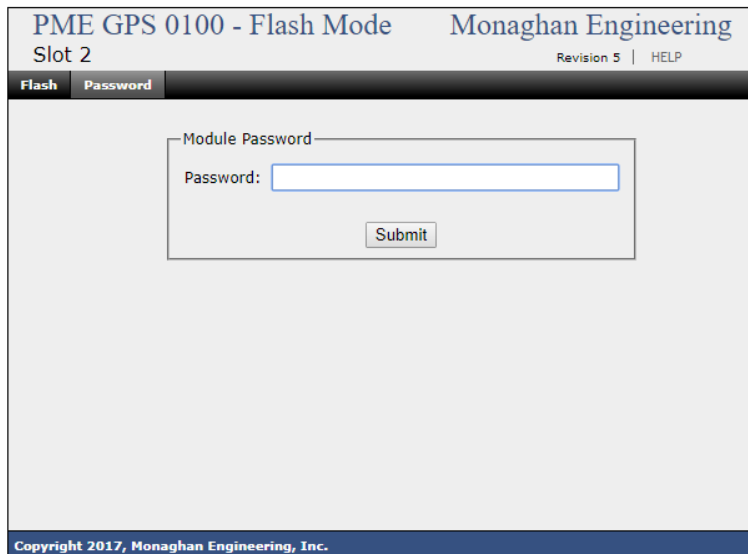 PME GPS 0100 - Flash Mode Monaghan Engineering
Slot 2 Revision 5 | HELP
Flash Password
Module Password
Password:
Submit
Copyright 2017, Monaghan Engineering, Inc.